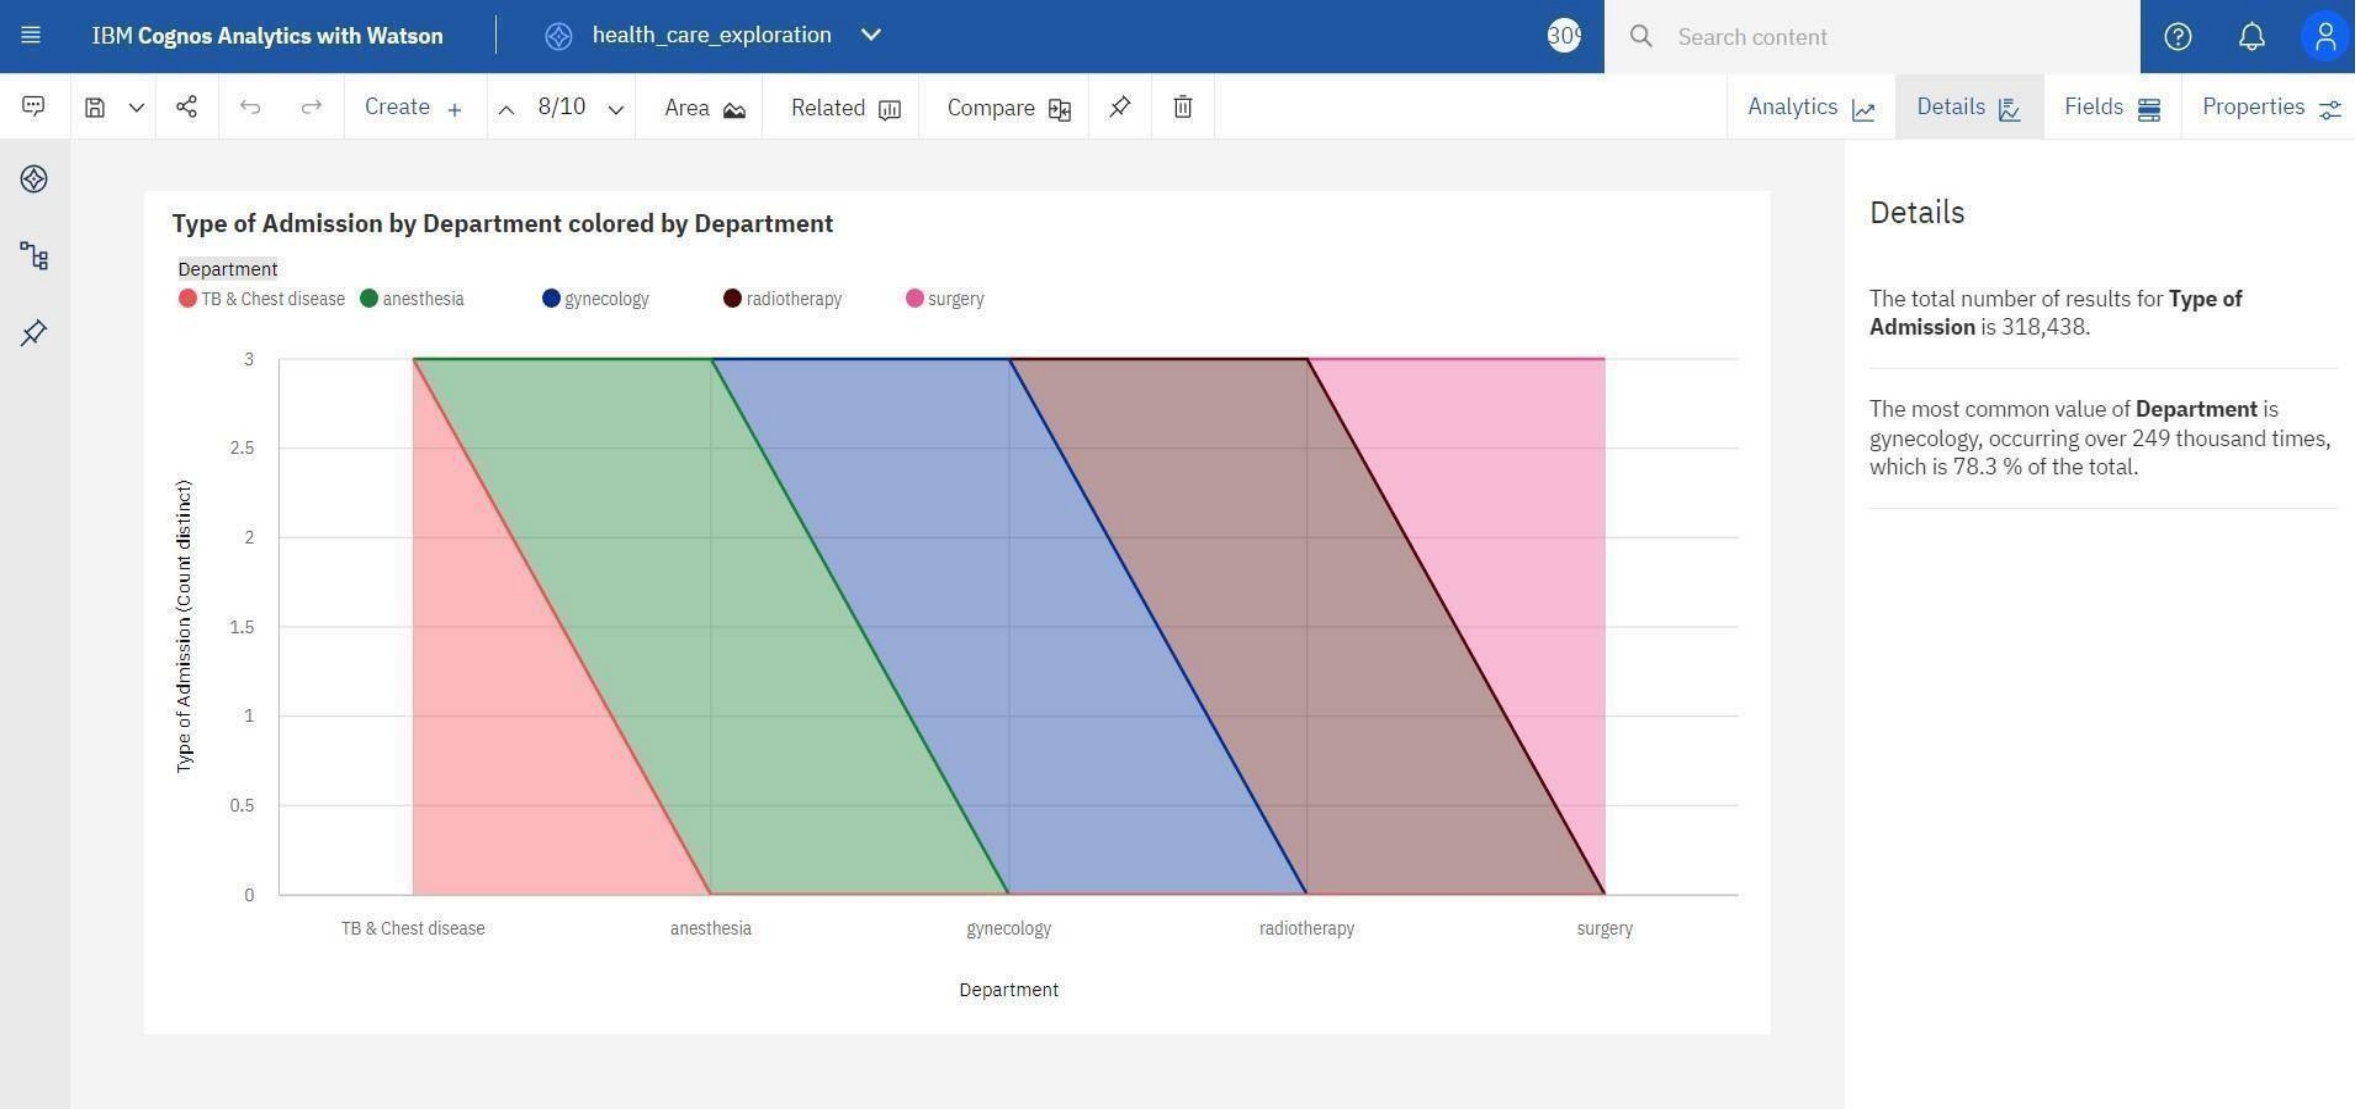 IBM Cognos Analytics with Watson
health_care_exploration
Search content
Create +
8/10
Area
Related
Compare
Analytics
Details
Fields
Properties
Type of Admission by Department colored by Department
Department
TB & Chest disease anesthesia gynecology radiotherapy surgery
3
2.5
2
1.5
1
0.5
0
Type of Admission (Count distinct)
TB & Chest disease anesthesia gynecology radiotherapy surgery
Department
Details
The total number of results for Type of
Admission is 318,438.
The most common value of Department is
gynecology, occurring over 249 thousand times,
which is 78.3 % of the total.